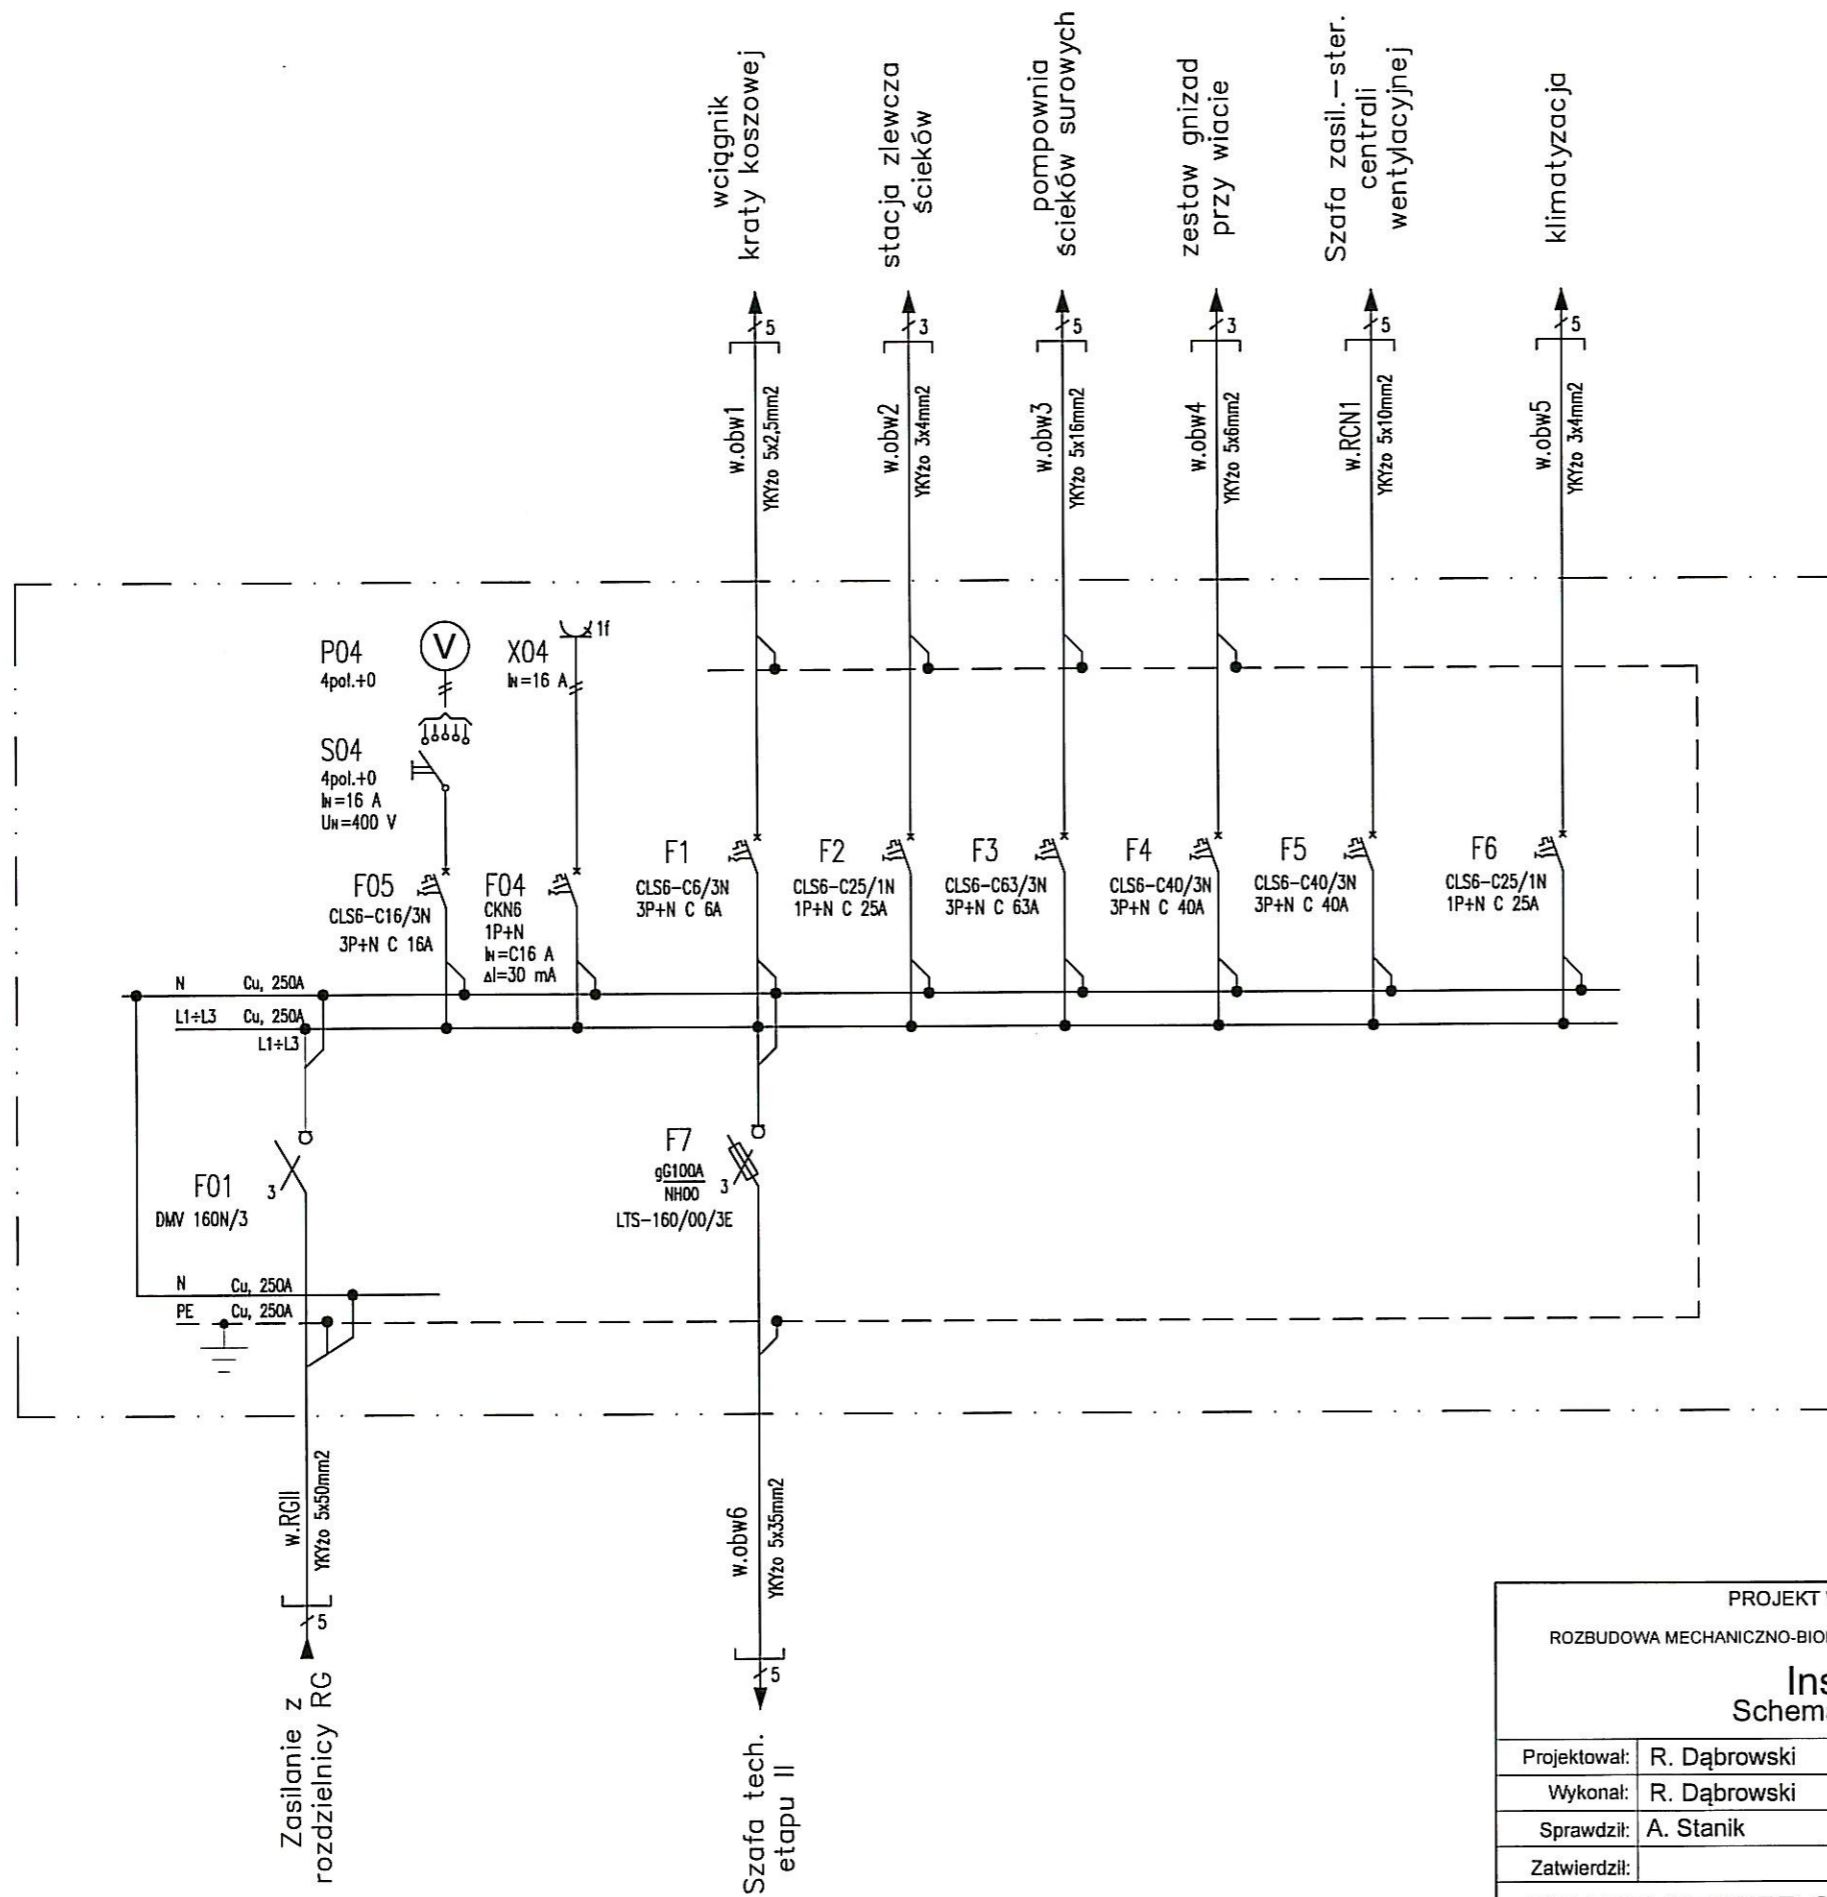 wciągnik
kraty koszowej
stacja zlewcza
ścieków
pompownia
ścieków surowych
zestaw gnizad
przy wiacie
Szafa zasil.-ster.
centrali
wentylacyjnej
klimatyzacja
5
3
5
3
5
5
w.obw1
YKYżo 5x2,5mm2
w.obw2
YKYżo 3x4mm2
w.obw3
YKYżo 5x16mm2
w.obw4
YKYżo 5x6mm2
w.RCN1
YKYżo 5x10mm2
w.obw5
YKYżo 3x4mm2
P04
4poł.+0
V
X04
IN=16 A
1f
S04
4poł.+0
IN=16 A
UN=400 V
F05
CLS6-C16/3N
3P+N C 16A
F04
CKN6
1P+N
IN=C16 A
ΔI=30 mA
F1
CLS6-C6/3N
3P+N C 6A
F2
CLS6-C25/1N
1P+N C 25A
F3
CLS6-C63/3N
3P+N C 63A
F4
CLS6-C40/3N
3P+N C 40A
F5
CLS6-C40/3N
3P+N C 40A
F6
CLS6-C25/1N
1P+N C 25A
N Cu, 250A
L1÷L3 Cu, 250A
L1÷L3
F01
3
DMV 160N/3
F7
gG100A
NH00
3
LTS-160/00/3E
N Cu, 250A
PE Cu, 250A
w.RGII
YKYżo 5x50mm2
5
Zasilanie z
rozdzielnicy RG
w.obw6
YKYżo 5x35mm2
5
Szafa tech.
etapu II
PROJEKT
ROZBUDOWA MECHANICZNO-BIO
Ins
Schem
Projektował: R. Dąbrowski
Wykonał: R. Dąbrowski
Sprawdził: A. Stanik
Zatwierdził: